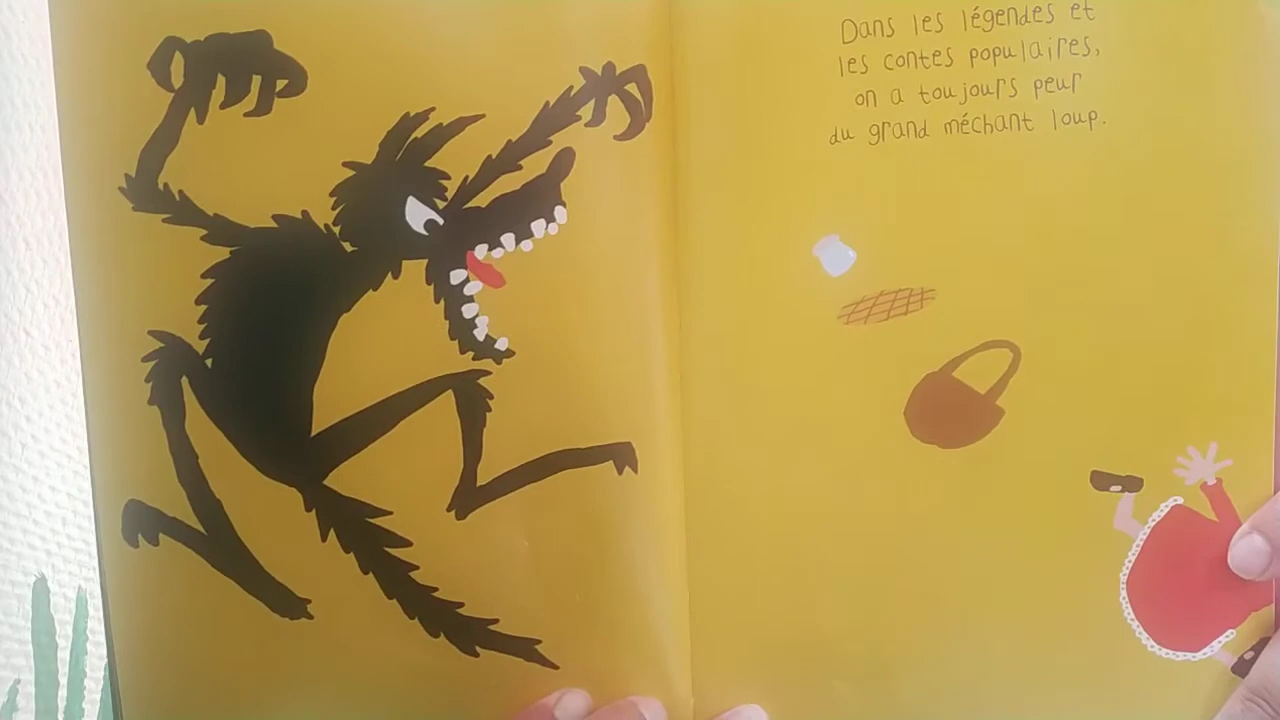 Dans les légendes et
les contes populaires,
on a toujours peur
du grand méchant loup.